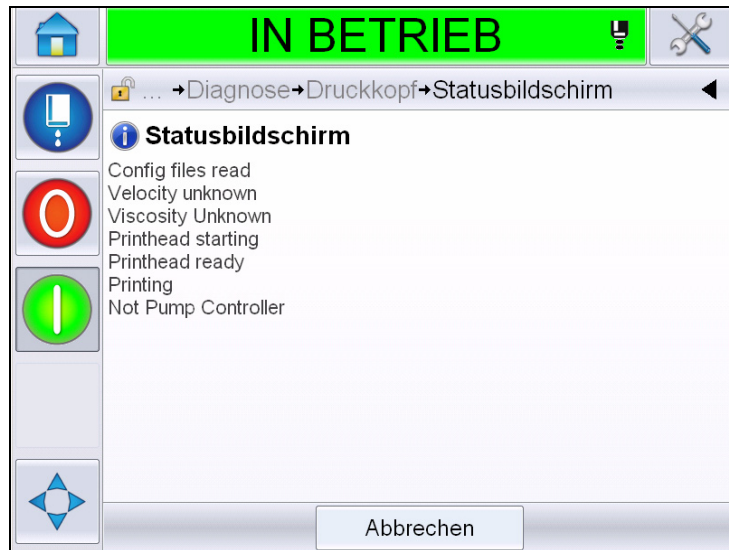 IN BETRIEB
... →Diagnose→Druckkopf→Statusbildschirm
Statusbildschirm
Config files read
Velocity unknown
Viscosity Unknown
Printhead starting
Printhead ready
Printing
Not Pump Controller
Abbrechen